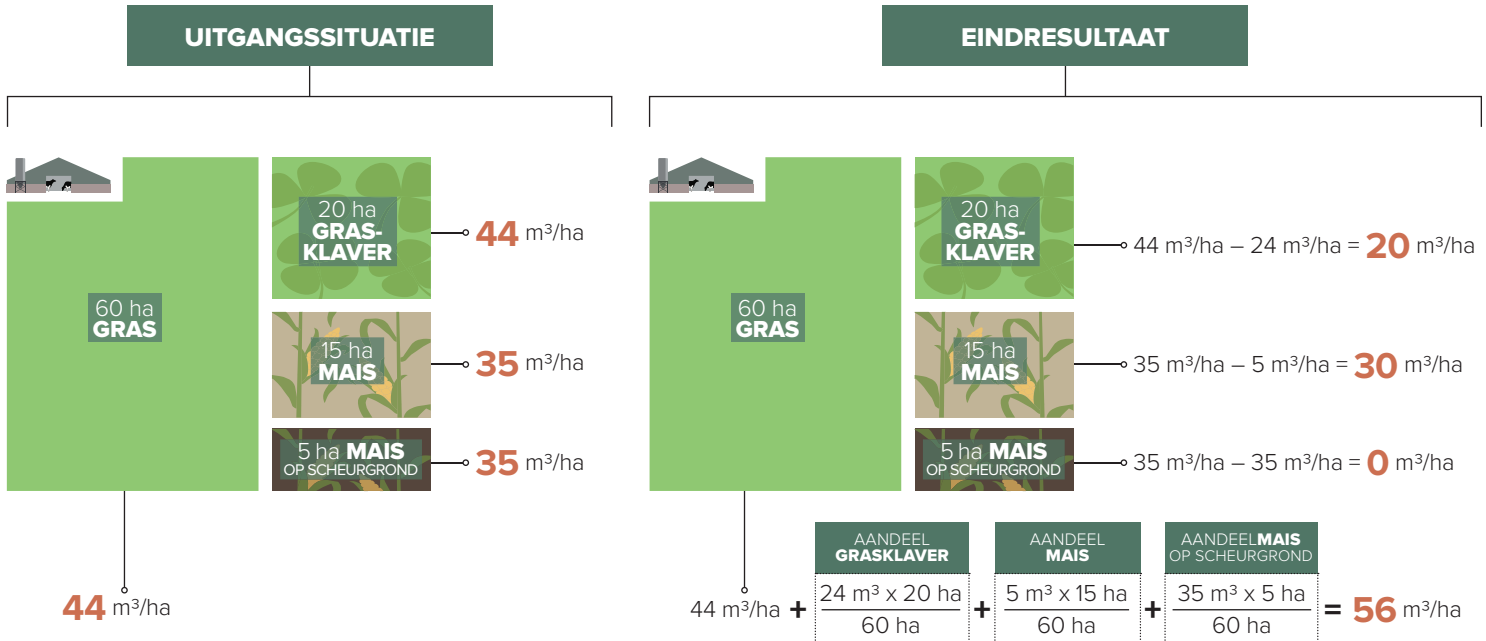 UITGANGSSITUATIE
60 ha
GRAS
20 ha
GRAS-
KLAVER
44 m³/ha
15 ha
MAIS
35 m³/ha
5 ha MAIS
OP SCHEURGROND
35 m³/ha
44 m³/ha
EINDRESULTAAT
60 ha
GRAS
20 ha
GRAS-
KLAVER
44 m³/ha – 24 m³/ha = 20 m³/ha
15 ha
MAIS
35 m³/ha – 5 m³/ha = 30 m³/ha
5 ha MAIS
OP SCHEURGROND
35 m³/ha – 35 m³/ha = 0 m³/ha
AANDEEL
GRASKLAVER
AANDEEL
MAIS
AANDEELMAIS
OP SCHEURGROND
24 m³ x 20 ha
5 m³ x 15 ha
35 m³ x 5 ha
44 m³/ha + + + = 56 m³/ha
60 ha
60 ha
60 ha